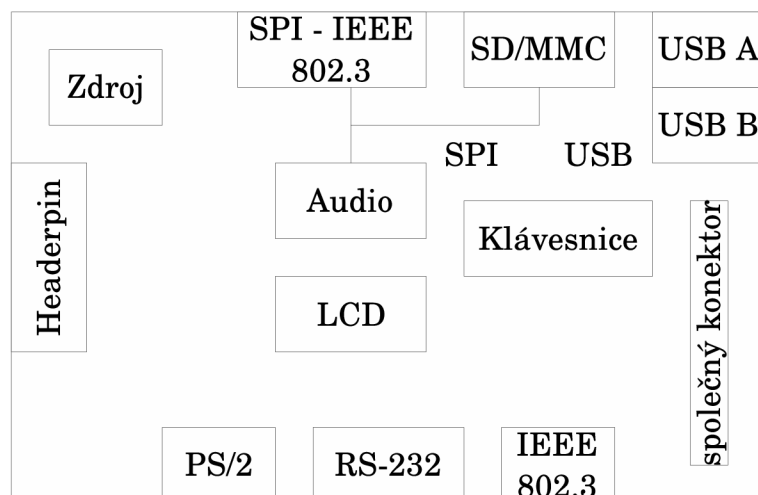 SPI - IEEE
802.3
SD/MMC
USB A
Zdroj
USB B
SPI
USB
Headerpin
Audio
Klávesnice
společný konektor
LCD
PS/2
RS-232
IEEE
802.3